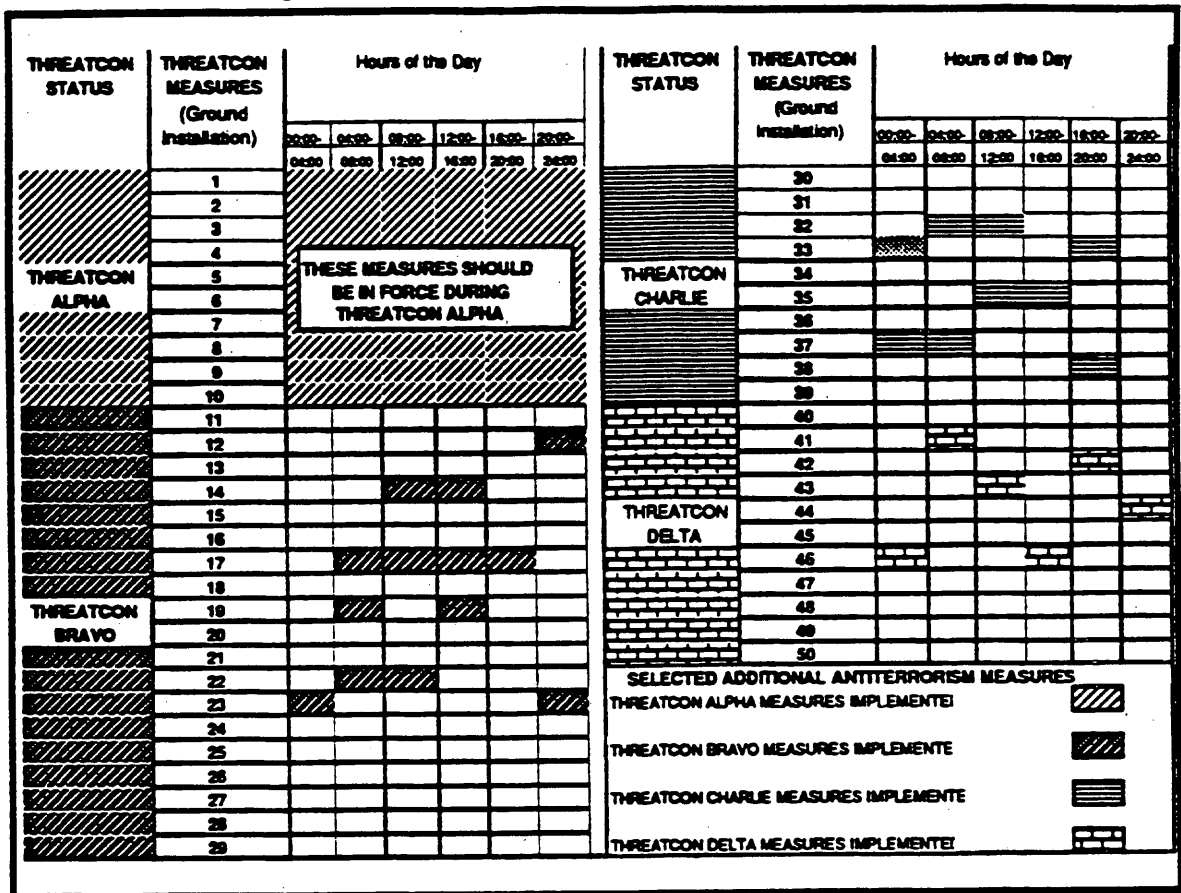 THREATCON STATUS
THREATCON MEASURES (Ground Installation)
Hours of the Day
00:00- 04:00- 08:00- 12:00- 16:00- 20:00-
04:00 08:00 12:00 16:00 20:00 24:00
1
2
3
4
THREATCON ALPHA
5
6
7
8
9
10
THESE MEASURES SHOULD
BE IN FORCE DURING
THREATCON ALPHA
11
12
13
14
15
16
17
18
THREATCON BRAVO
19
20
21
22
23
24
25
26
27
28
29
THREATCON STATUS
THREATCON MEASURES (Ground Installation)
Hours of the Day
00:00- 04:00- 08:00- 12:00- 16:00- 20:00-
04:00 08:00 12:00 16:00 20:00 24:00
30
31
32
33
THREATCON CHARLIE
34
35
36
37
38
39
40
41
42
43
THREATCON DELTA
44
45
46
47
48
49
50
SELECTED ADDITIONAL ANTITERRORISM MEASURES
THREATCON ALPHA MEASURES IMPLEMENTE
THREATCON BRAVO MEASURES IMPLEMENTE
THREATCON CHARLIE MEASURES IMPLEMENTE
THREATCON DELTA MEASURES IMPLEMENTE